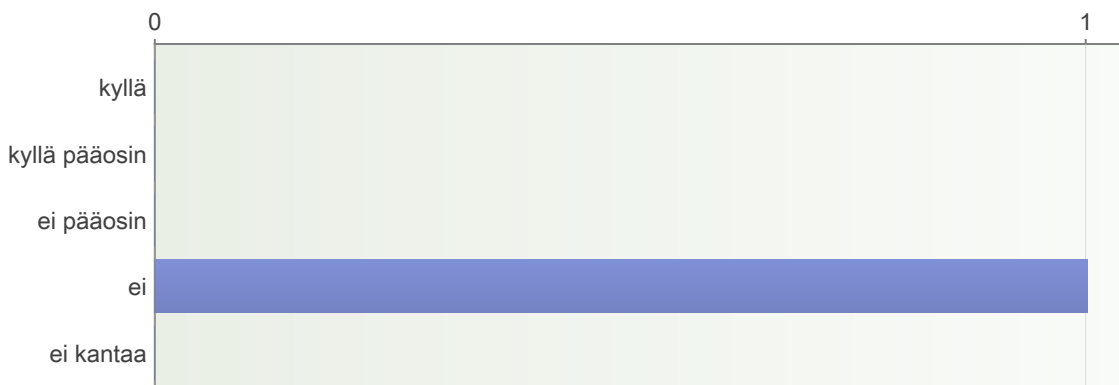 0 1
kyllä
kyllä pääosin
ei pääosin
ei
ei kantaa